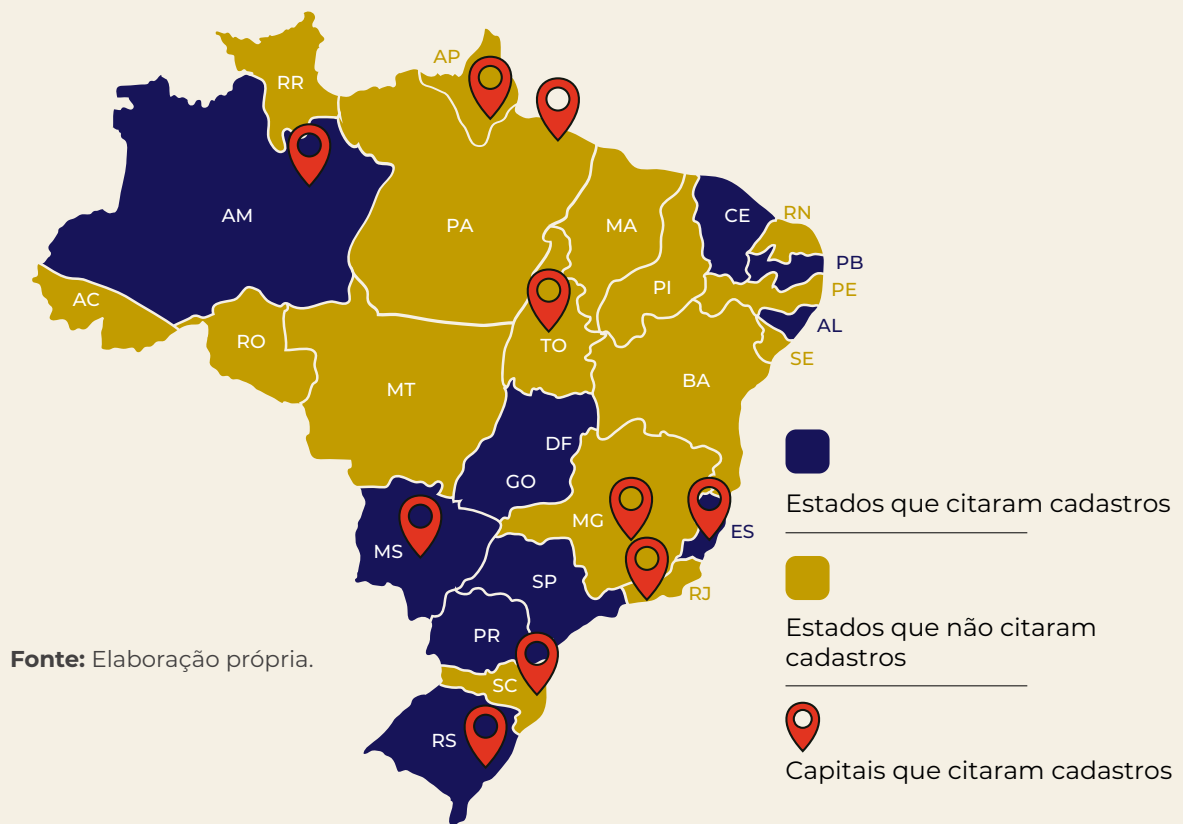 AP
RR
AM
PA
MA
CE
RN
PB
PE
AL
SE
PI
AC
RO
TO
MT
BA
DF
GO
MG
ES
MS
SP
RJ
PR
SC
RS
Estados que citaram cadastros
Estados que não citaram
cadastros
Capitais que citaram cadastros
Fonte: Elaboração própria.